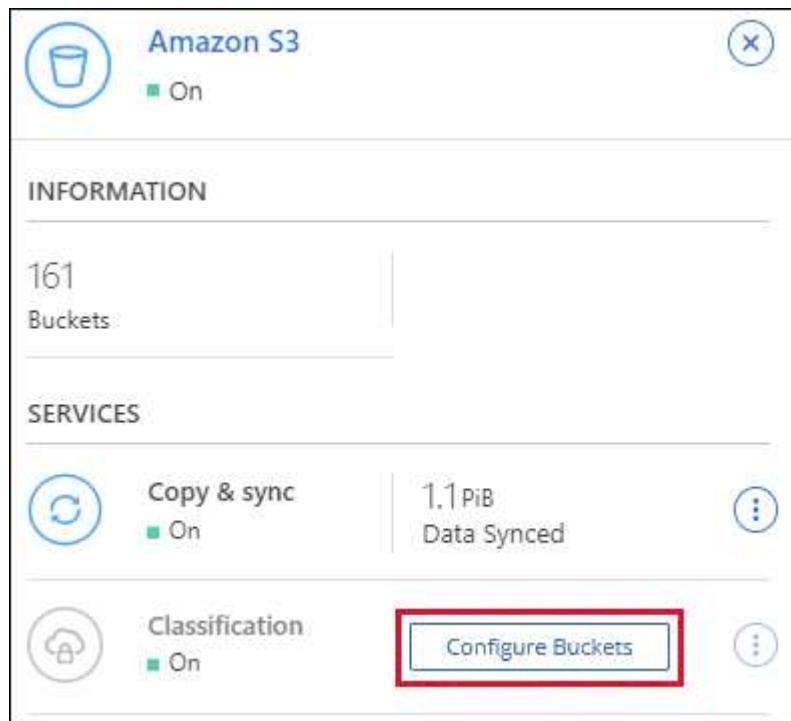 Amazon S3
On
INFORMATION
161
Buckets
SERVICES
Copy & sync
On
1.1 PiB
Data Synced
Classification
On
Configure Buckets